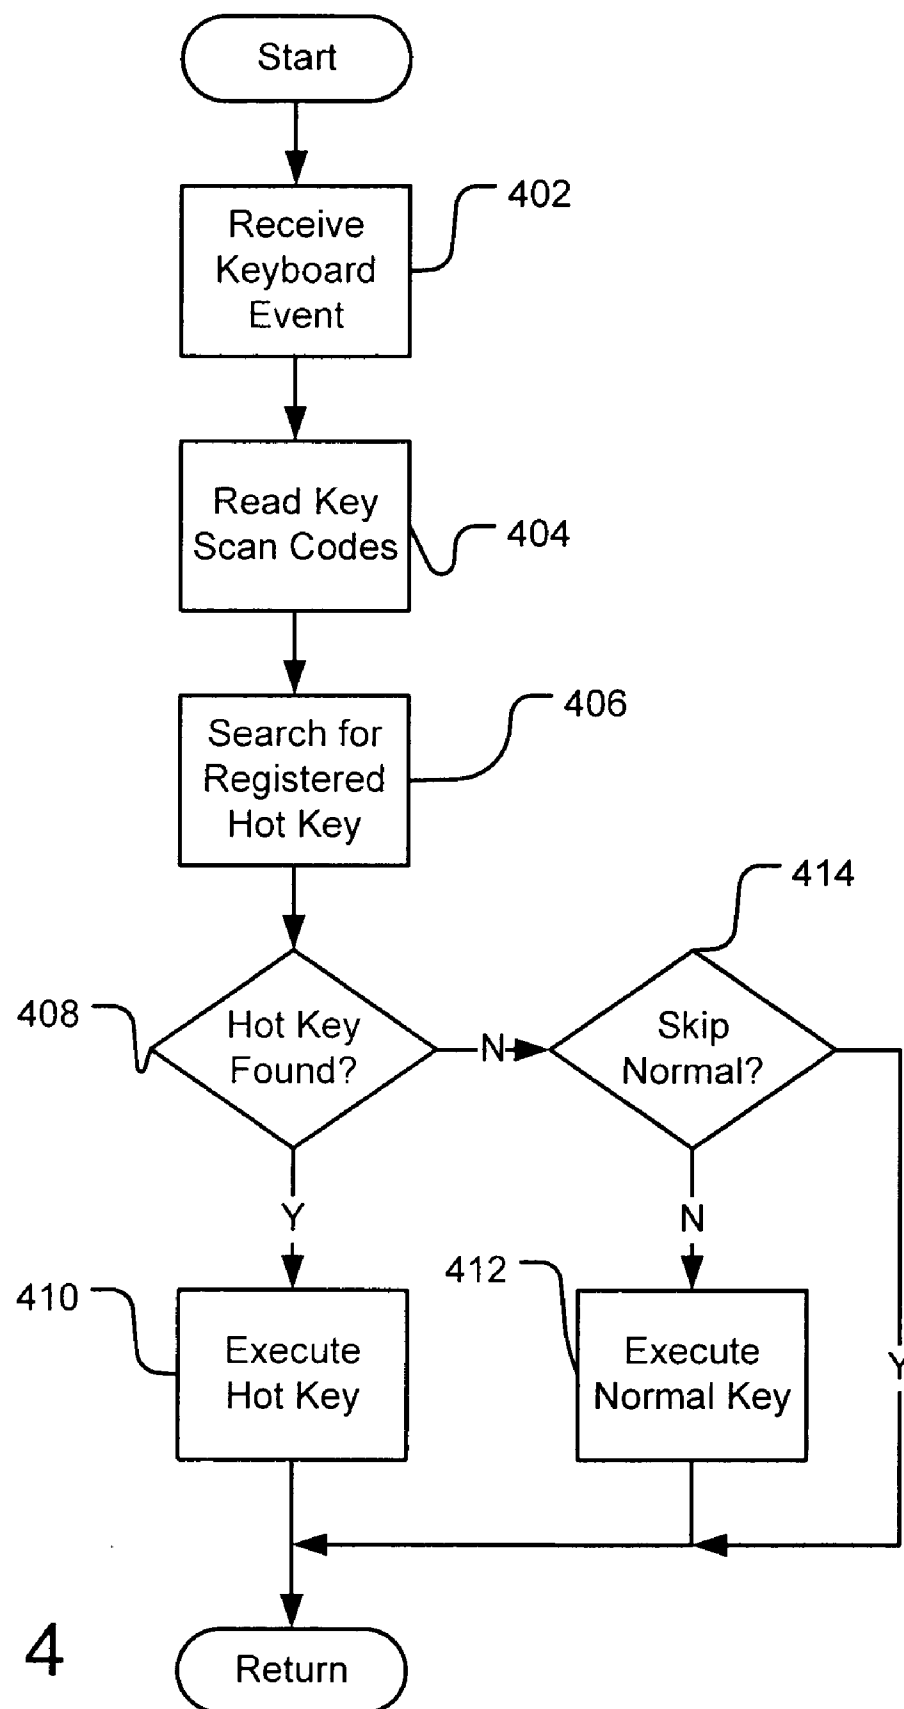 Start
402
Receive
Keyboard
Event
Read Key
Scan Codes
404
406
Search for
Registered
Hot Key
414
408
Hot Key
Found?
N
Skip
Normal?
Y
N
412
410
Execute
Hot Key
Execute
Normal Key
Y
4
Return